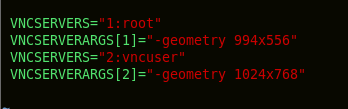 VNCSERVERS="1:root"
VNCSERVERARGS[1]="-geometry 994x556"
VNCSERVERS="2:vncuser"
VNCSERVERARGS[2]="-geometry 1024x768"